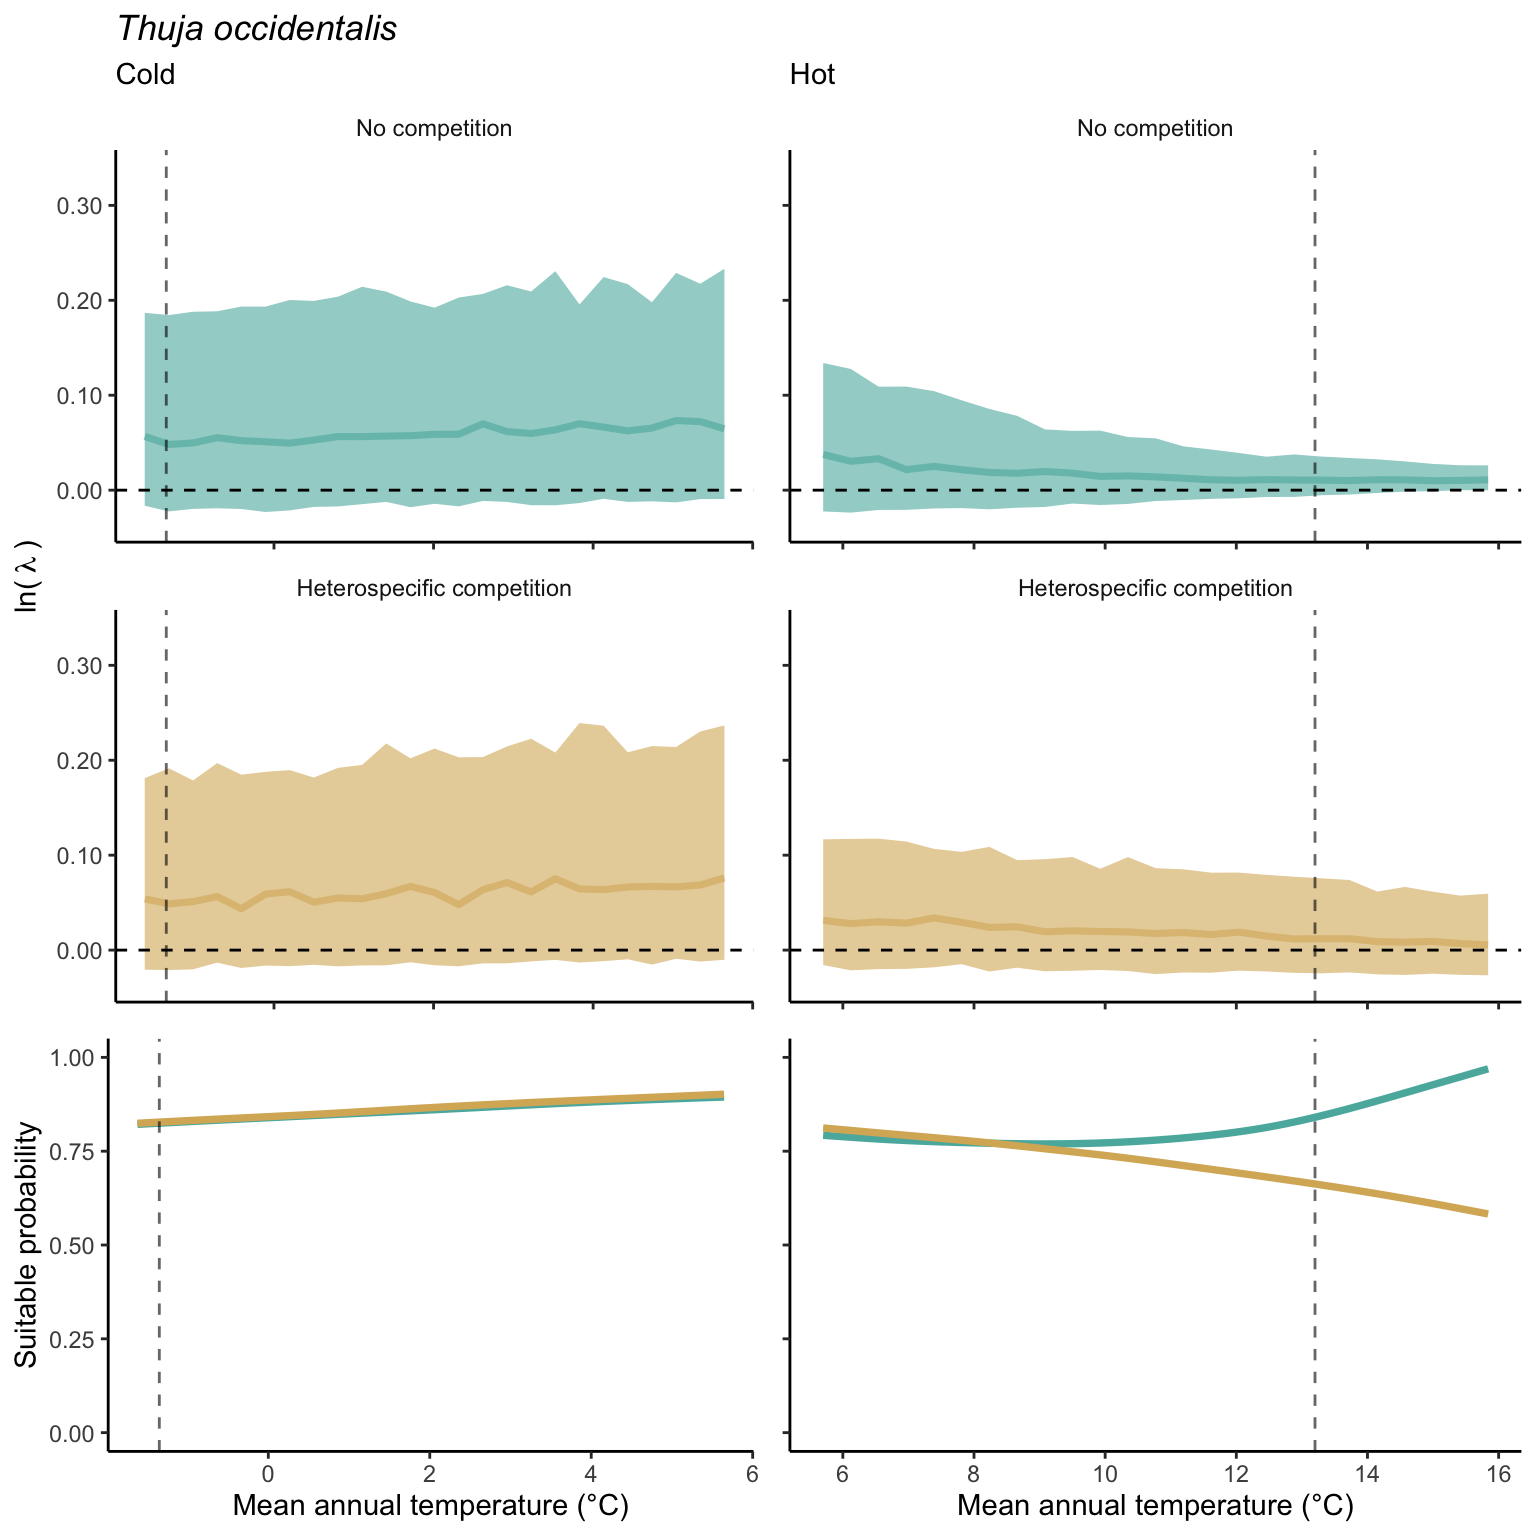 Thuja occidentalis
Cold
Hot
No competition
No competition
0.30
0.20
0.10
0.00
ln( λ )
Heterospecific competition
Heterospecific competition
0.30
0.20
0.10
0.00
1.00
0.75
0.50
0.25
0.00
Suitable probability
0 2 4 6
6 8 10 12 14 16
Mean annual temperature (°C)
Mean annual temperature (°C)